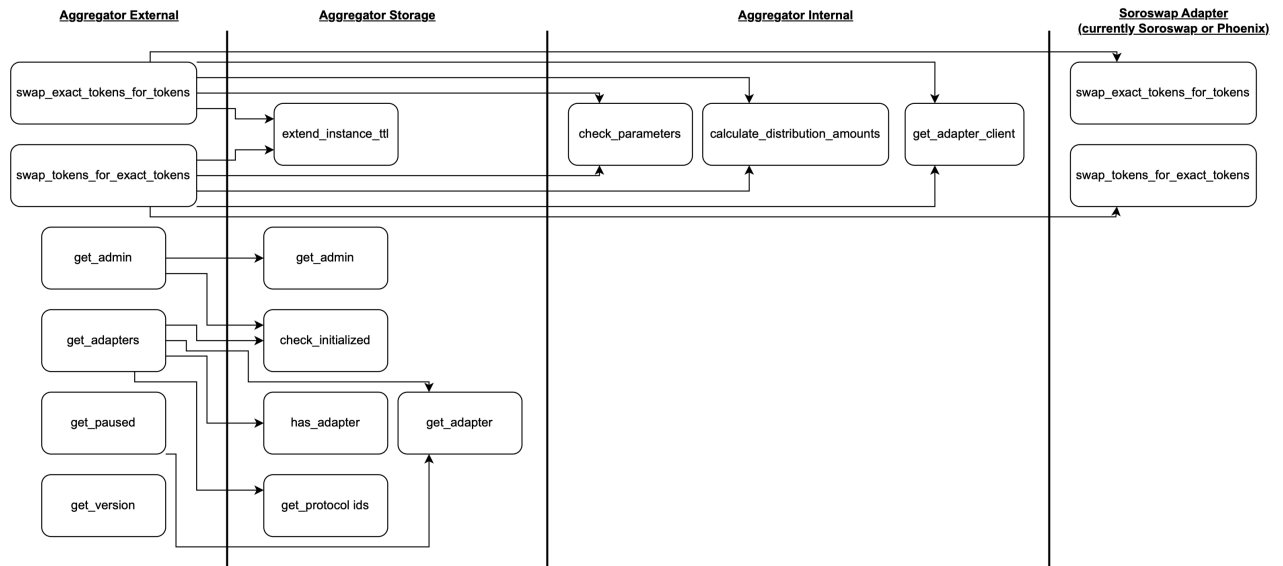 Aggregator External
Aggregator Storage
Aggregator Internal
Soroswap Adapter
(currently Soroswap or Phoenix)
swap_exact_tokens_for_tokens
extend_instance_ttl
check_parameters
calculate_distribution_amounts
get_adapter_client
swap_exact_tokens_for_tokens
swap_tokens_for_exact_tokens
swap_tokens_for_exact_tokens
get_admin
get_admin
get_adapters
check_initialized
get_paused
has_adapter
get_adapter
get_version
get_protocol ids